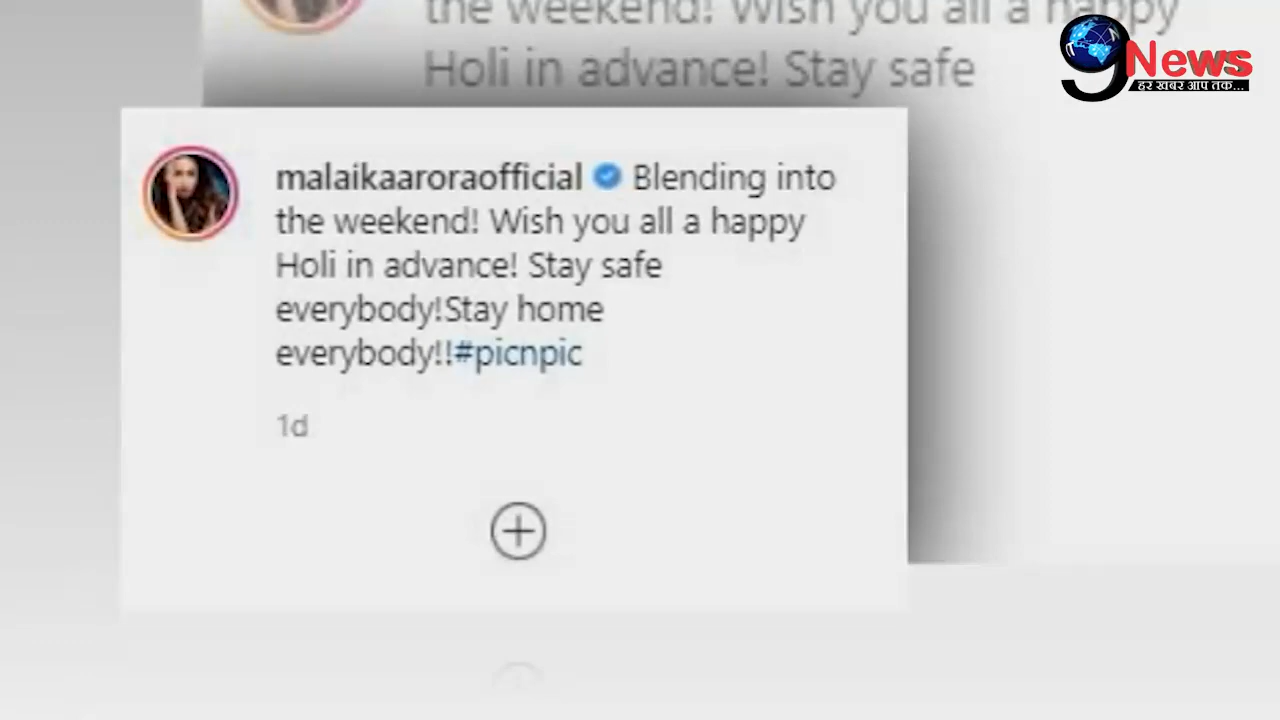 the weekend! Wish you all a happy
Holi in advance! Stay safe
9 News
हर खबर आप तक...
malaikaaroraofficial Blending into
the weekend! Wish you all a happy
Holi in advance! Stay safe
everybody!Stay home
everybody!!#picnpic
1d